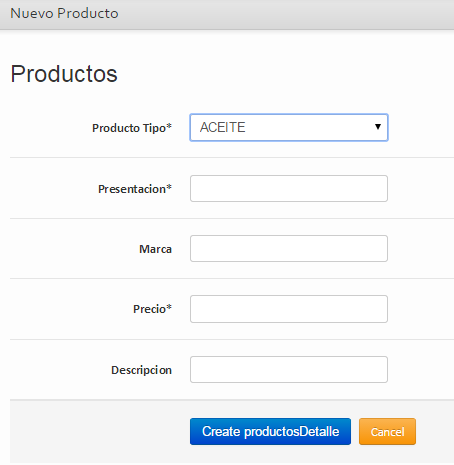 Nuevo Producto
Productos
Producto Tipo* ACEITE
Presentacion*
Marca
Precio*
Descripcion
Create productosDetalle Cancel